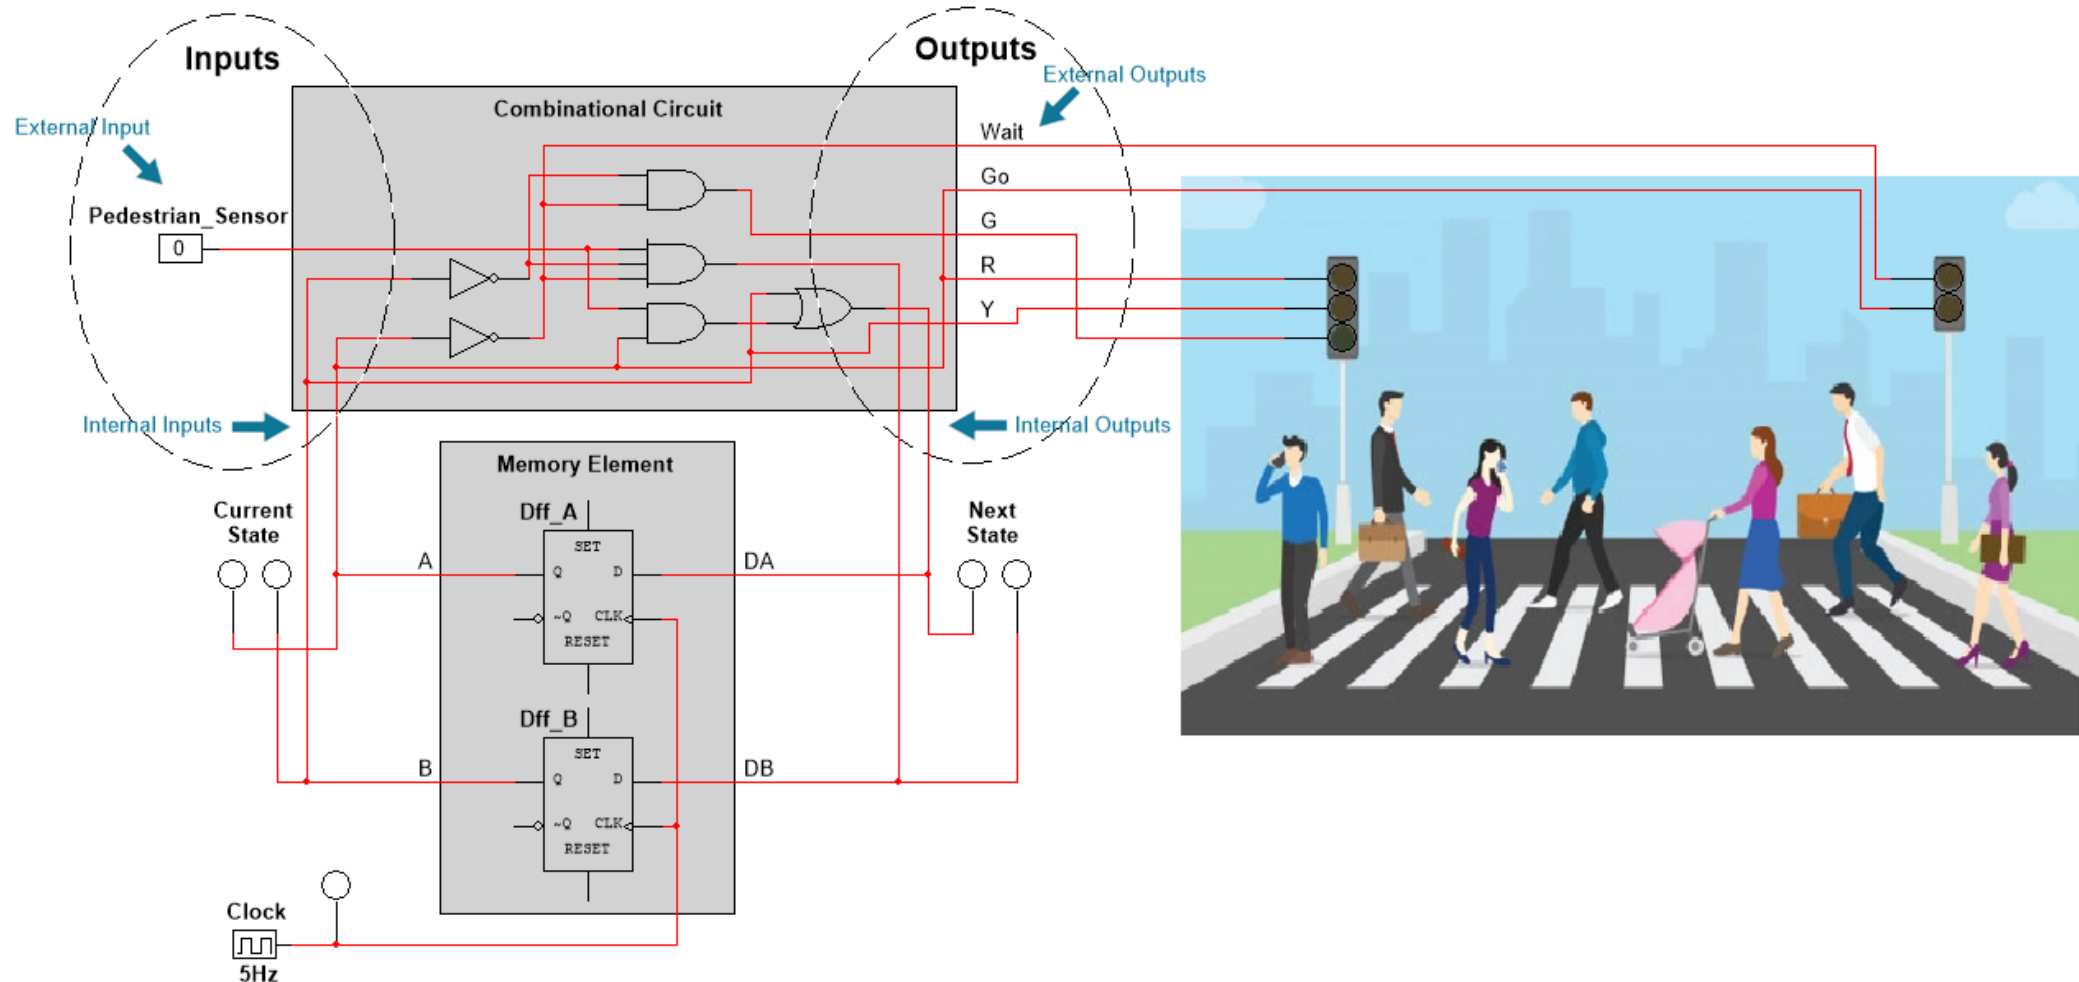 Inputs
Outputs
External Outputs
Combinational Circuit
External Input
Wait
Go
Pedestrian_Sensor
0
G
R
Y
Internal Inputs
Internal Outputs
Memory Element
Current
State
Dff_A
Next
State
SET
A
Q
D
DA
~Q
CLK
RESET
Dff_B
SET
B
Q
D
DB
~Q
CLK
RESET
Clock
5Hz